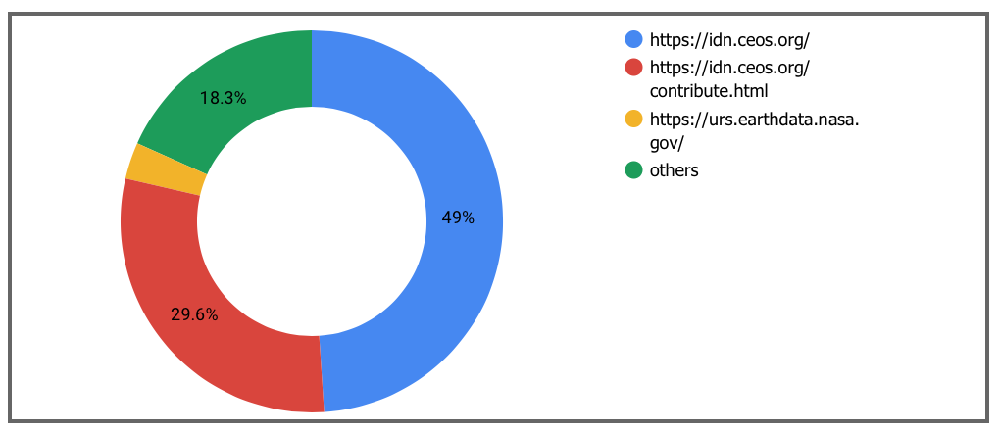 18.3%
49%
29.6%
https://idn.ceos.org/
https://idn.ceos.org/
contribute.html
https://urs.earthdata.nasa.
gov/
others